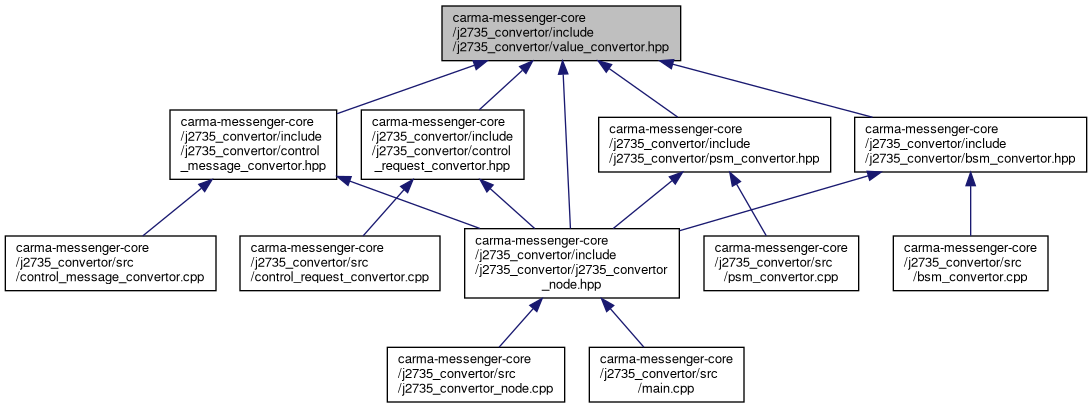 carma-messenger-core
/j2735_convertor/include
/j2735_convertor/value_convertor.hpp
carma-messenger-core
/j2735_convertor/include
/j2735_convertor/control
_message_convertor.hpp
carma-messenger-core
/j2735_convertor/include
/j2735_convertor/control
_request_convertor.hpp
carma-messenger-core
/j2735_convertor/include
/j2735_convertor/psm_convertor.hpp
carma-messenger-core
/j2735_convertor/include
/j2735_convertor/bsm_convertor.hpp
carma-messenger-core
/j2735_convertor/src
/control_message_convertor.cpp
carma-messenger-core
/j2735_convertor/src
/control_request_convertor.cpp
carma-messenger-core
/j2735_convertor/include
/j2735_convertor/j2735_convertor
_node.hpp
carma-messenger-core
/j2735_convertor/src
/psm_convertor.cpp
carma-messenger-core
/j2735_convertor/src
/bsm_convertor.cpp
carma-messenger-core
/j2735_convertor/src
/j2735_convertor_node.cpp
carma-messenger-core
/j2735_convertor/src
/main.cpp